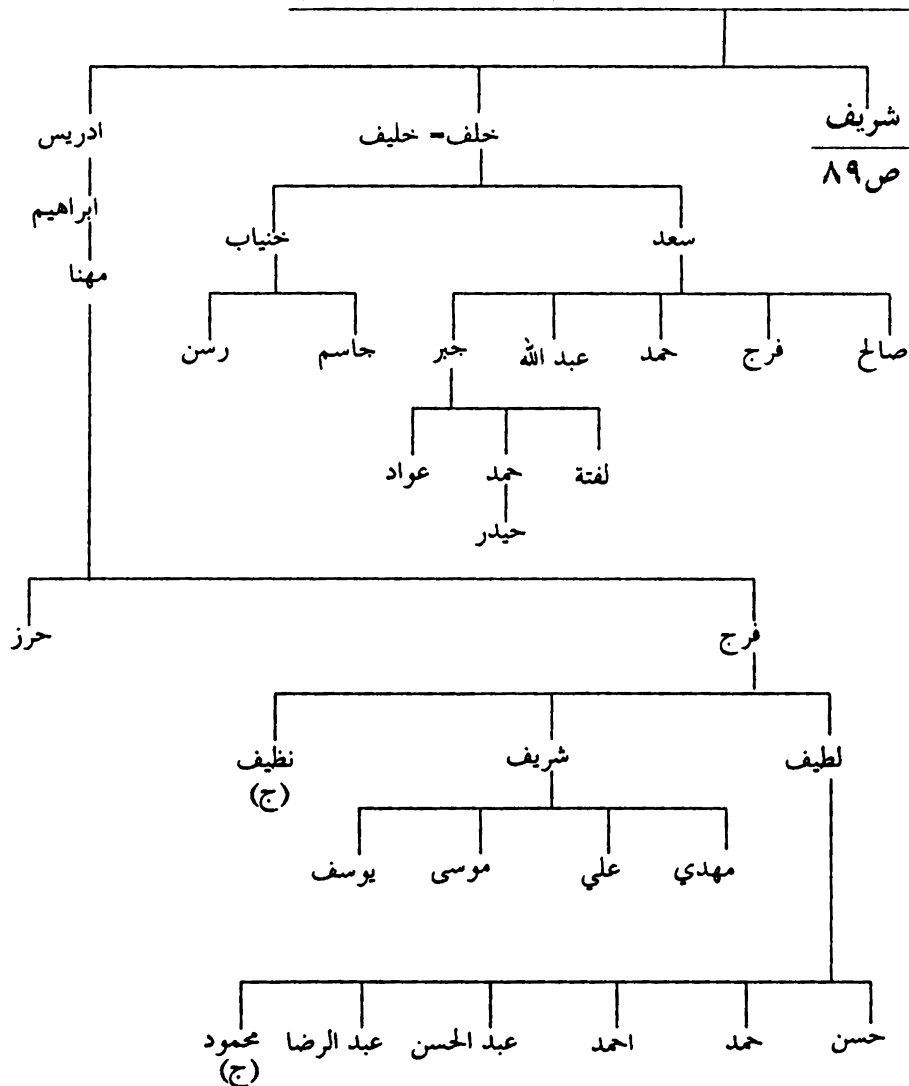 شريف
ص ٨٩
خلف = خليف
ادريس
ابراهيم
مهنا
سعد
خنياب
صالح
فرج
حمد
عبد الله
جبر
جاسم
رسن
لفتة
حمد
عواد
حيدر
فرج
حرز
لطيف
شريف
نظيف
(ج)
مهدي
علي
موسى
يوسف
حسن
حمد
احمد
عبد الحسن
عبد الرضا
محمود
(ج)